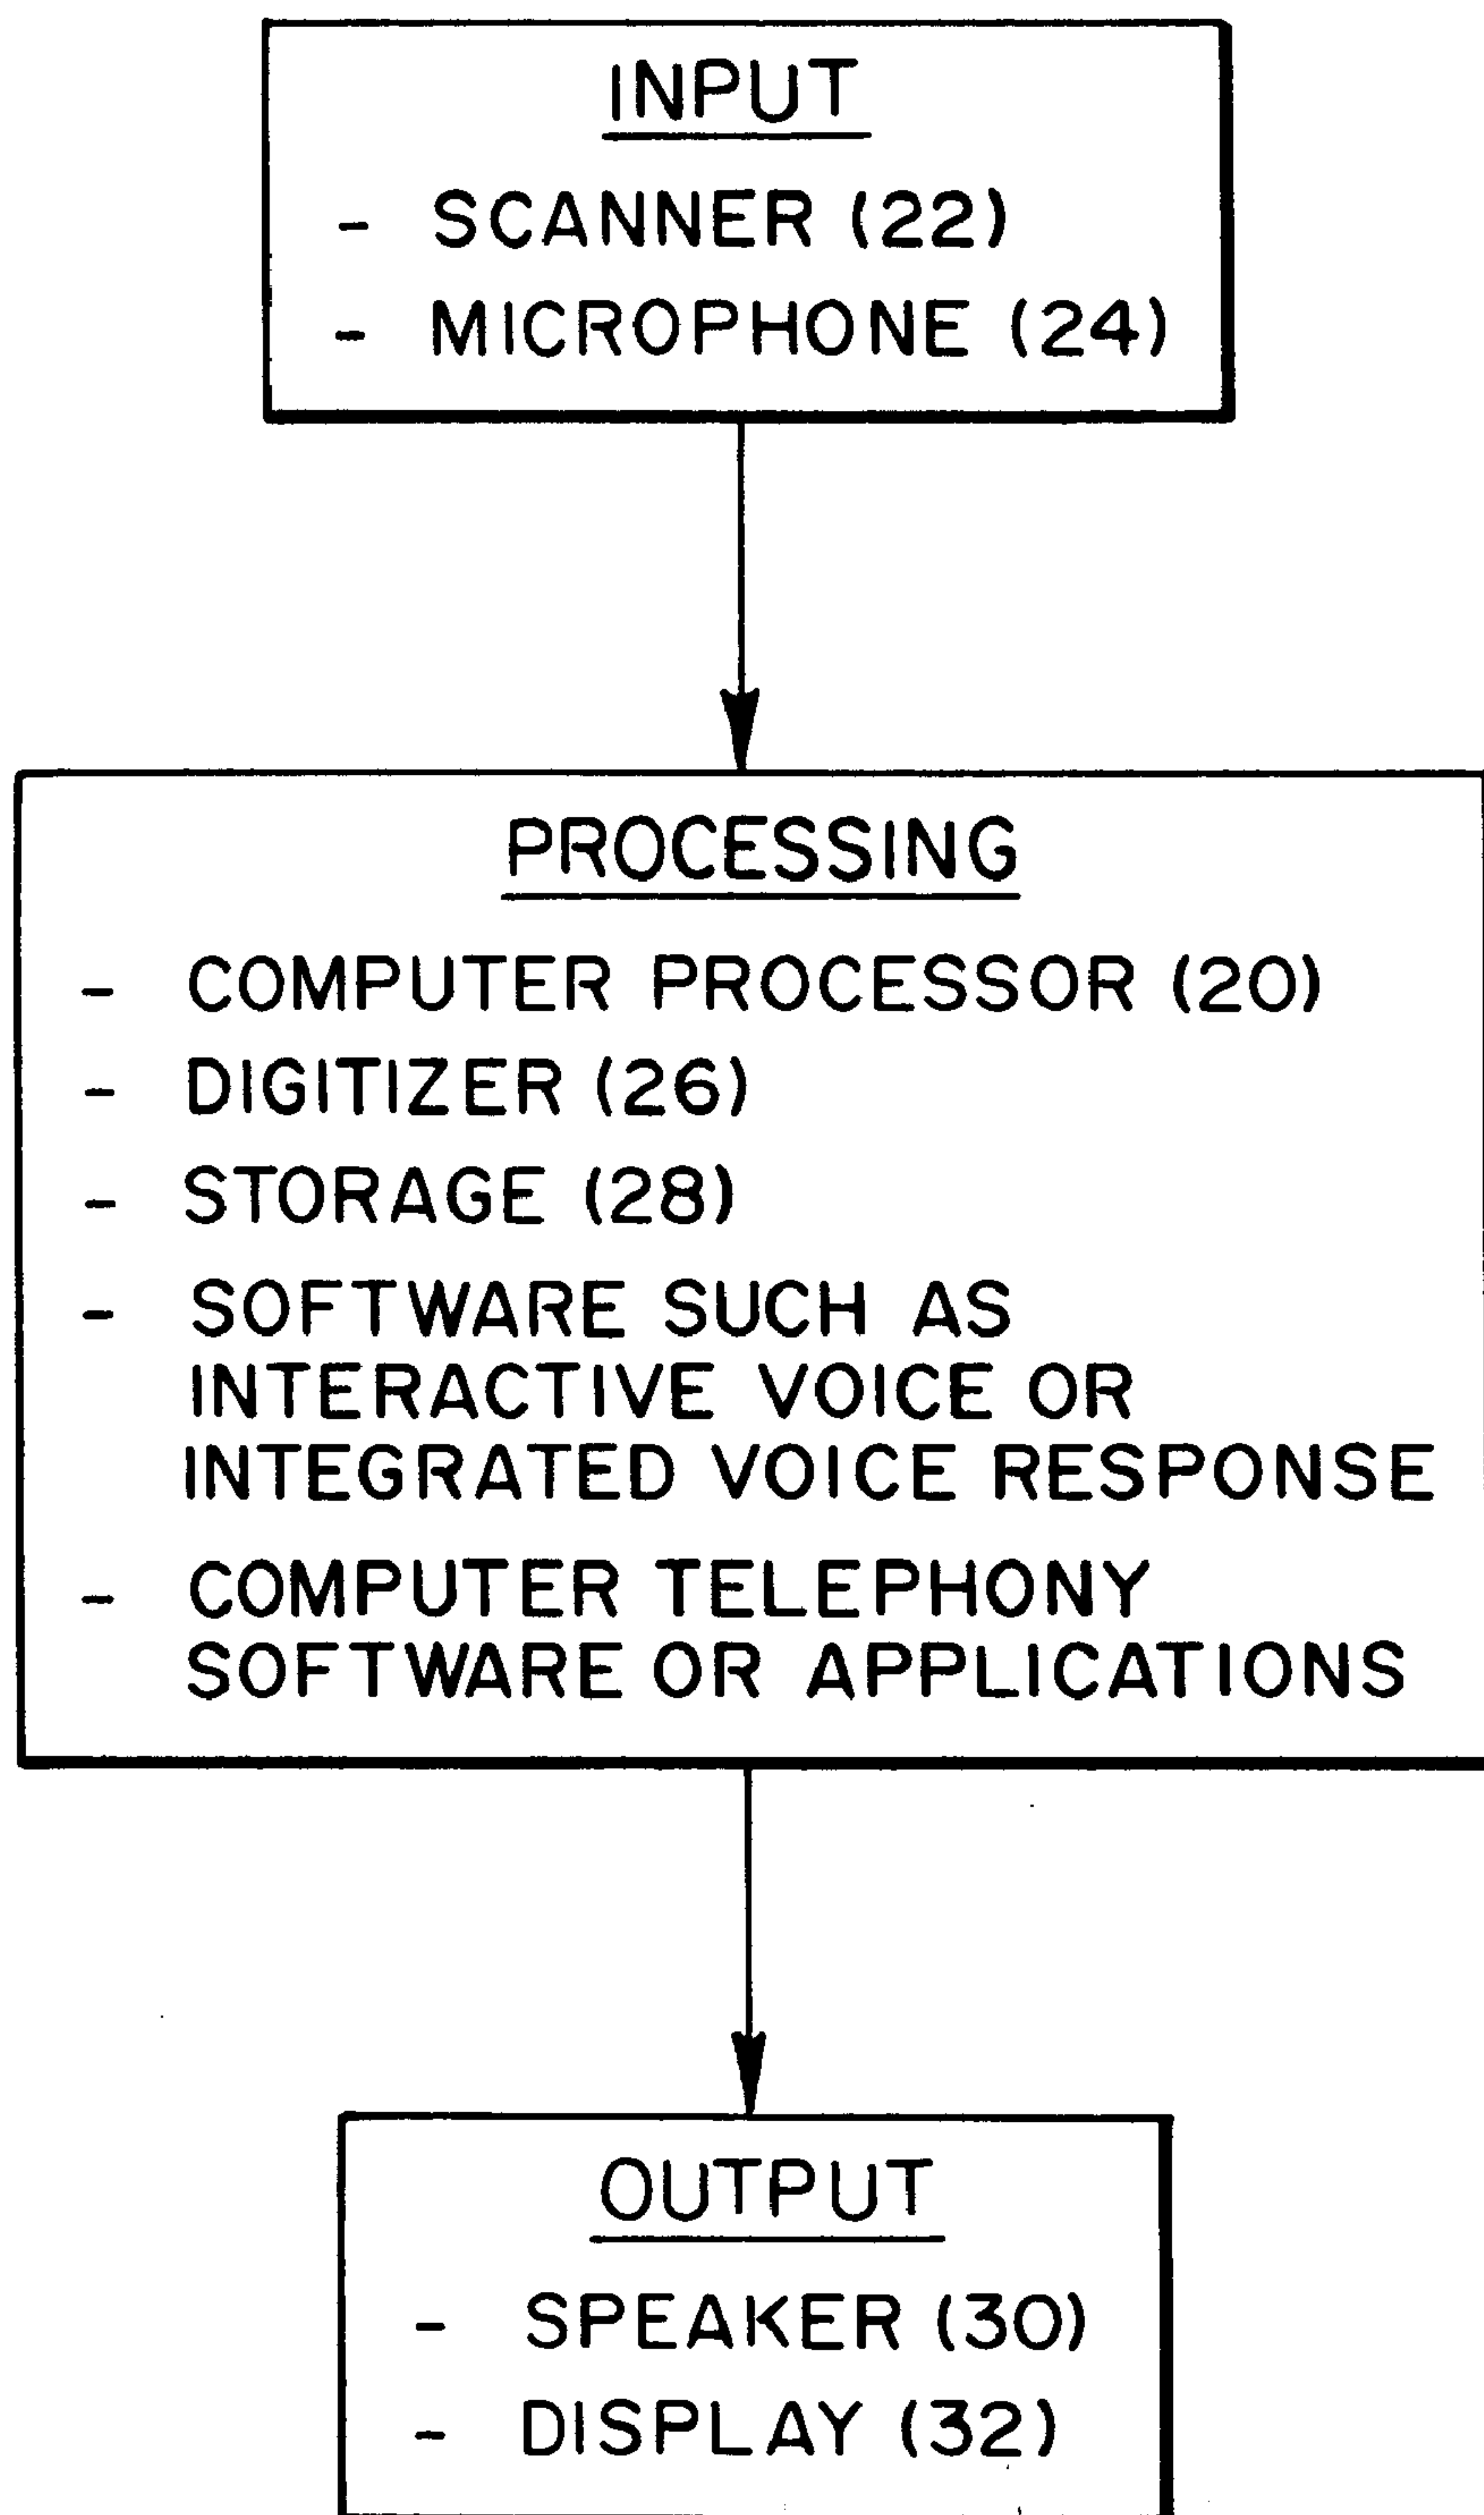 INPUT
- SCANNER (22)
- MICROPHONE (24)
PROCESSING
- COMPUTER PROCESSOR (20)
- DIGITIZER (26)
- STORAGE (28)
- SOFTWARE SUCH AS
INTERACTIVE VOICE OR
INTEGRATED VOICE RESPONSE
- COMPUTER TELEPHONY
SOFTWARE OR APPLICATIONS
OUTPUT
- SPEAKER (30)
- DISPLAY (32)